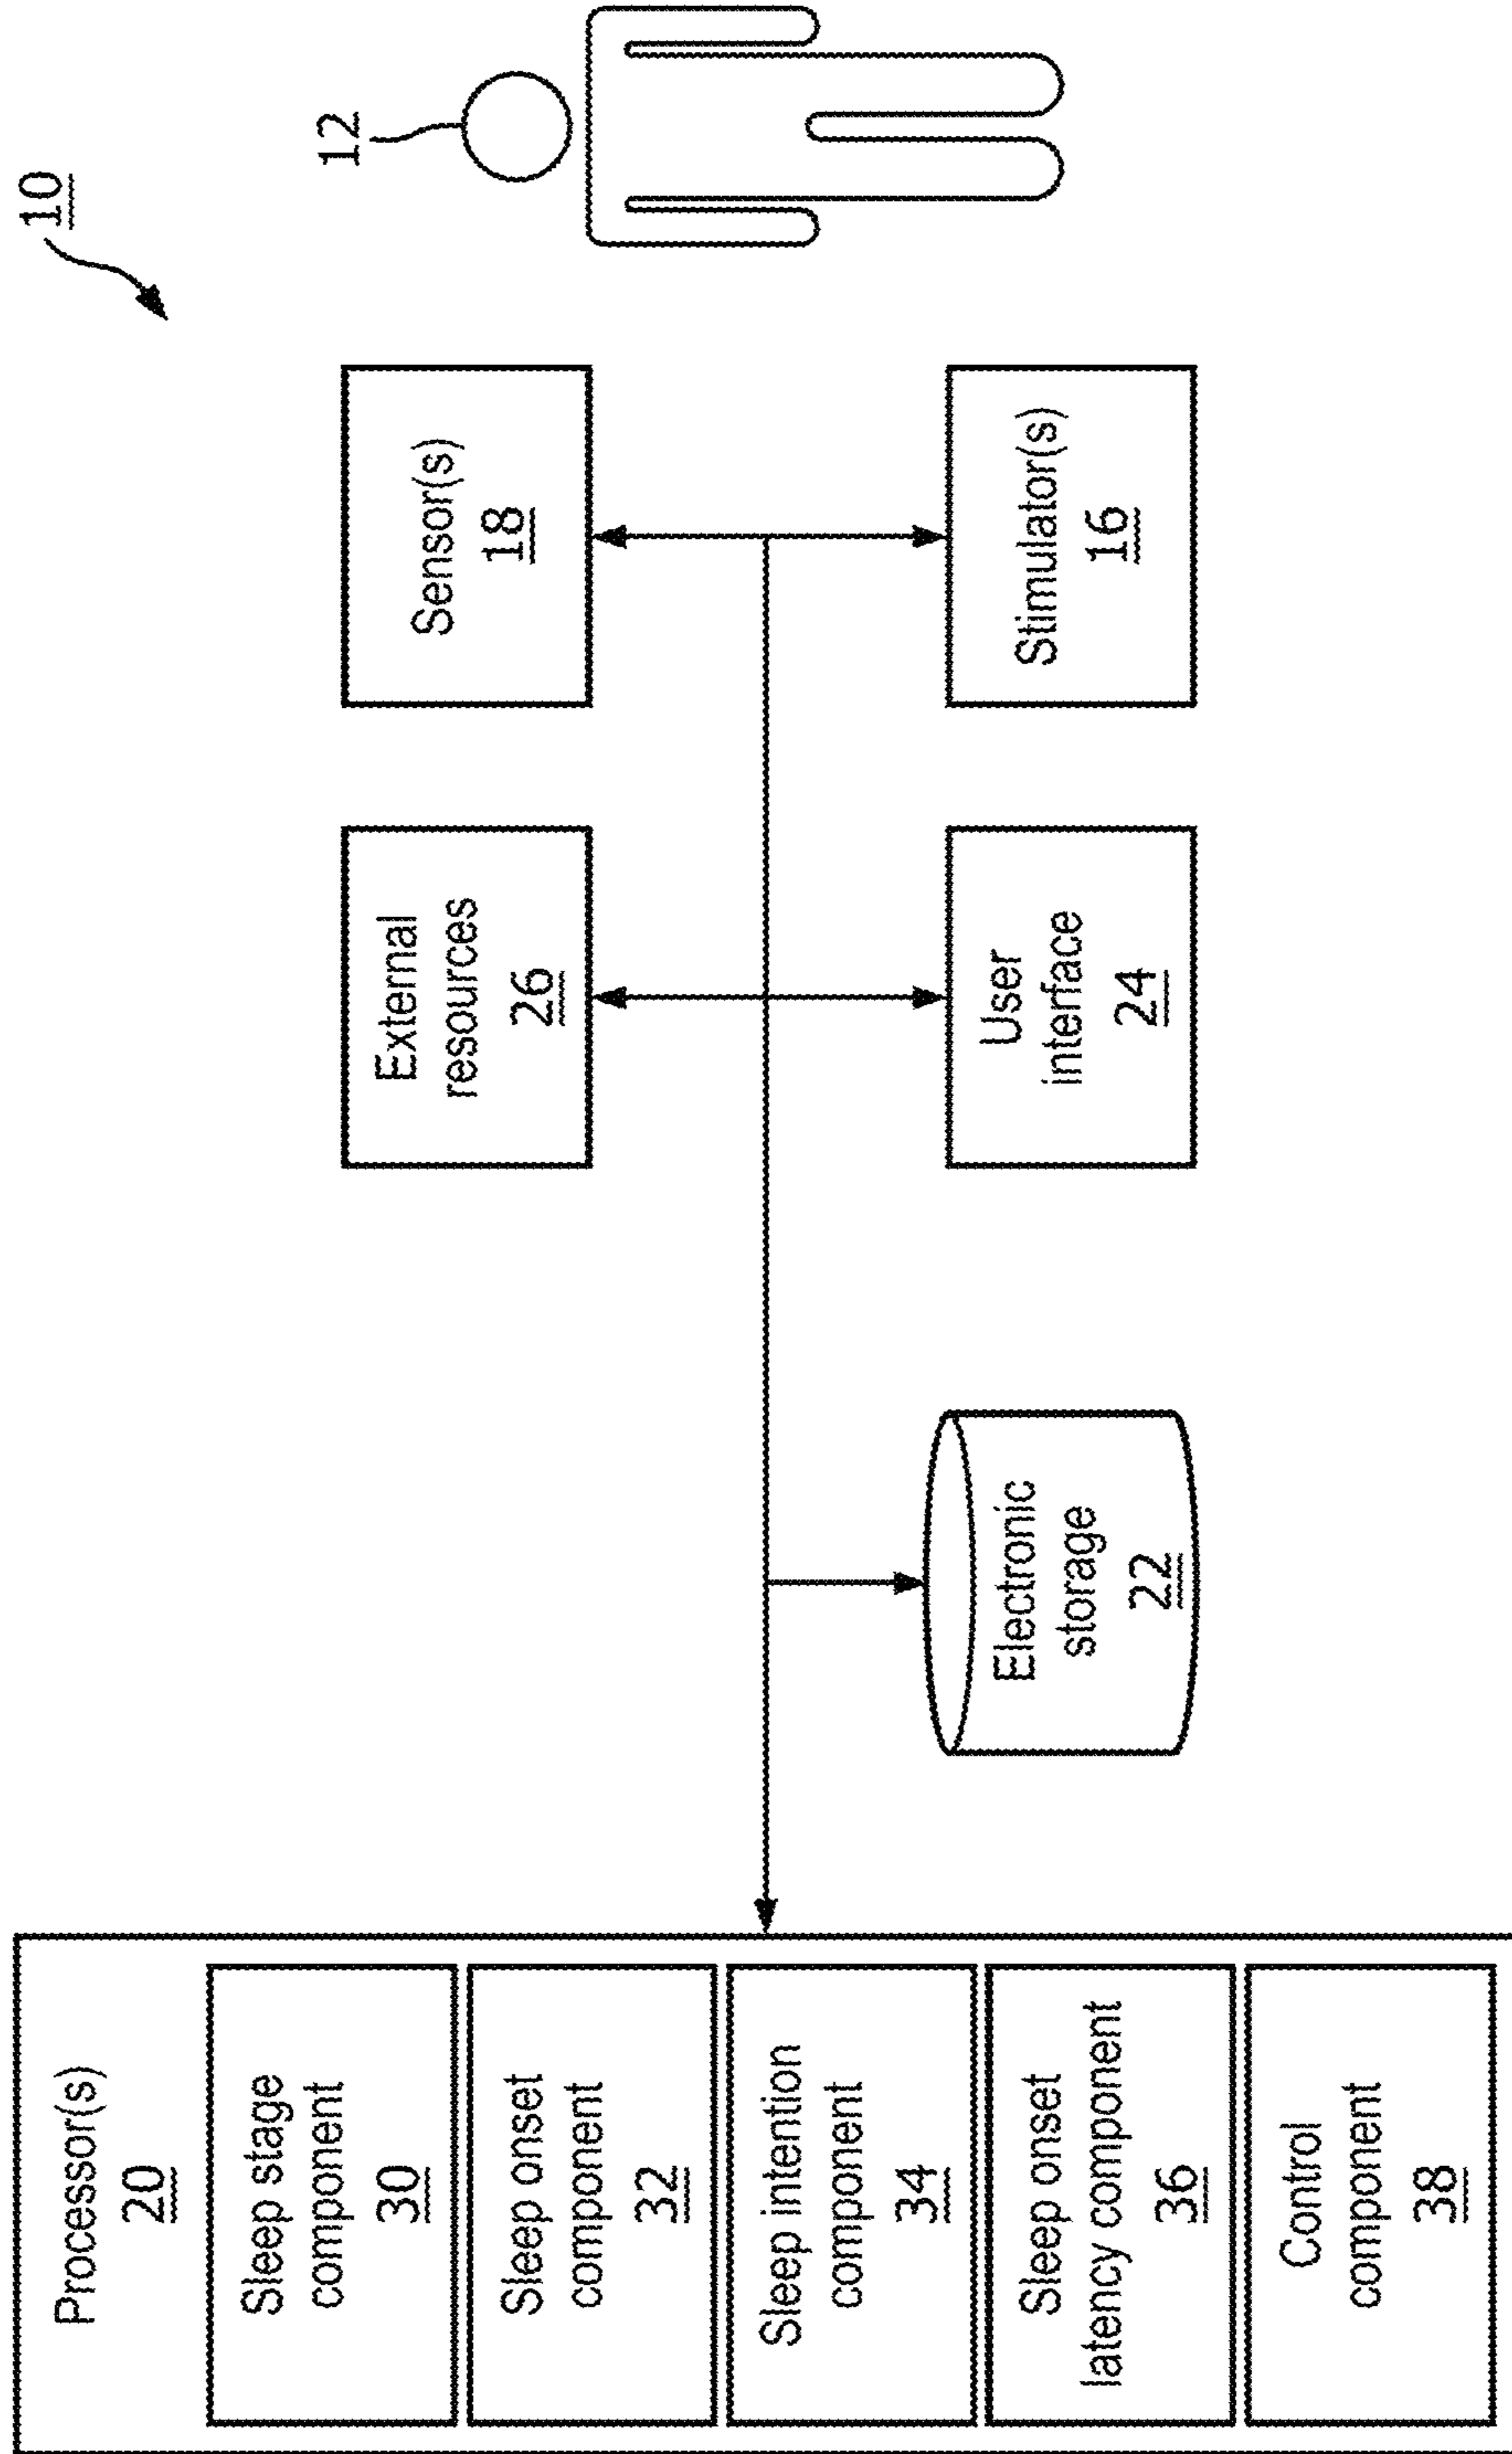 10
12
Processor(s)
20
Sleep stage
component
30
Sleep onset
component
32
Sleep intention
component
34
Sleep onset
latency component
36
Control
component
38
Electronic
storage
22
External
resources
26
User
interface
24
Sensor(s)
18
Stimulator(s)
16